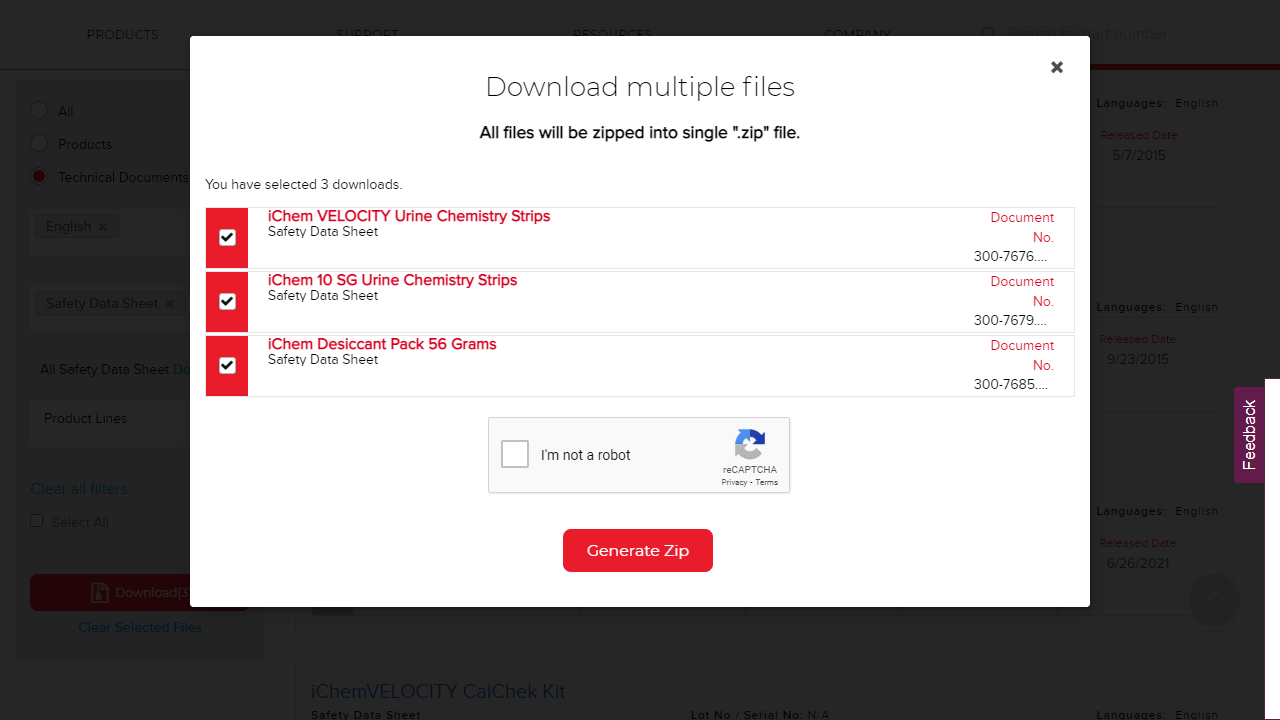 PRODUCTS
SUPPORT
RESOURCES
COMPANY
Search by part number
Download multiple files
All files will be zipped into single ".zip" file.
You have selected 3 downloads.
iChem VELOCITY Urine Chemistry Strips
Safety Data Sheet
Document
No.
300-7676....
iChem 10 SG Urine Chemistry Strips
Safety Data Sheet
Document
No.
300-7679....
iChem Desiccant Pack 56 Grams
Safety Data Sheet
Document
No.
300-7685....
I'm not a robot
reCAPTCHA
Privacy - Terms
Generate Zip
All
Products
Technical Documents
English
Safety Data Sheet
All Safety Data Sheet Do
Product Lines
Clear all filters
Select All
Download(3
Clear Selected Files
Languages: English
Released Date
5/7/2015
Languages: English
Released Date
9/23/2015
Languages: English
Released Date
6/26/2021
Feedback
iChemVELOCITY CalChek Kit
Safety Data Sheet
Lot No / Serial No: N/A
Languages: English